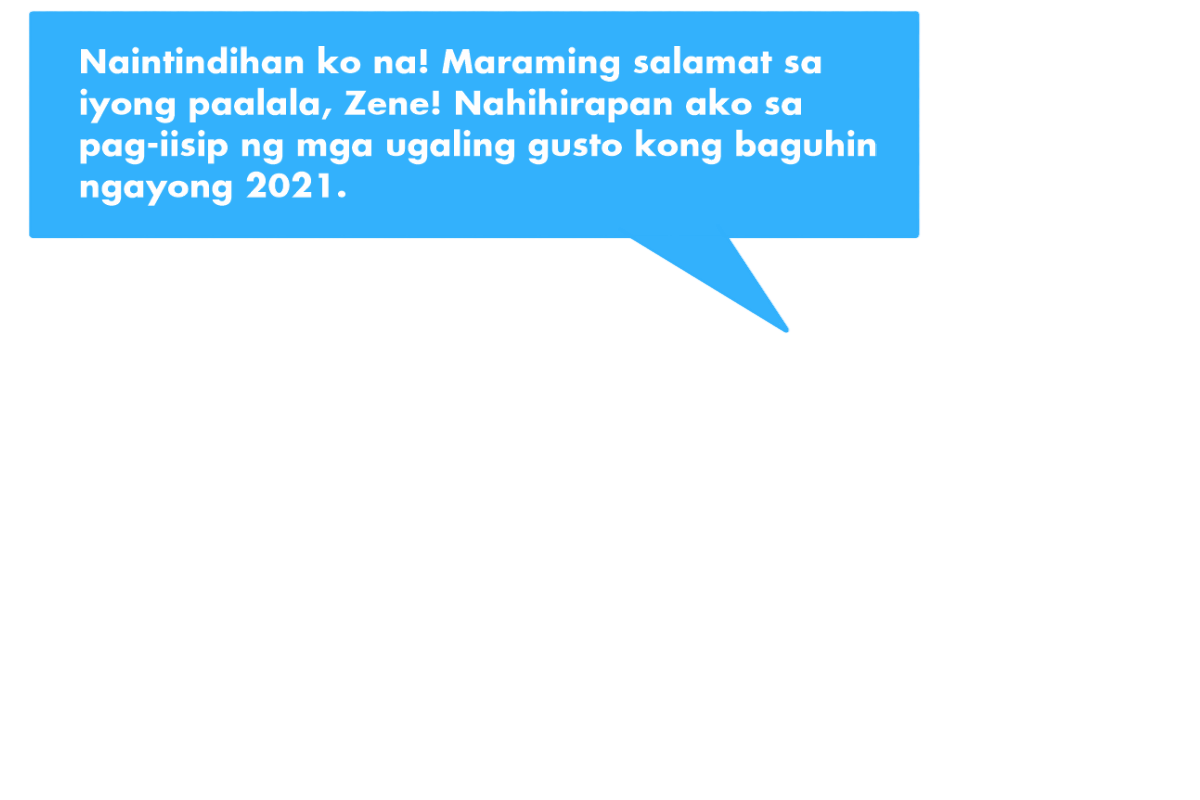 Naintindihan ko na! Maraming salamat sa
iyong paalala, Zene! Nahihirapan ako sa
pag-iisip ng mga ugaling gusto kong baguhin
ngayong 2021.